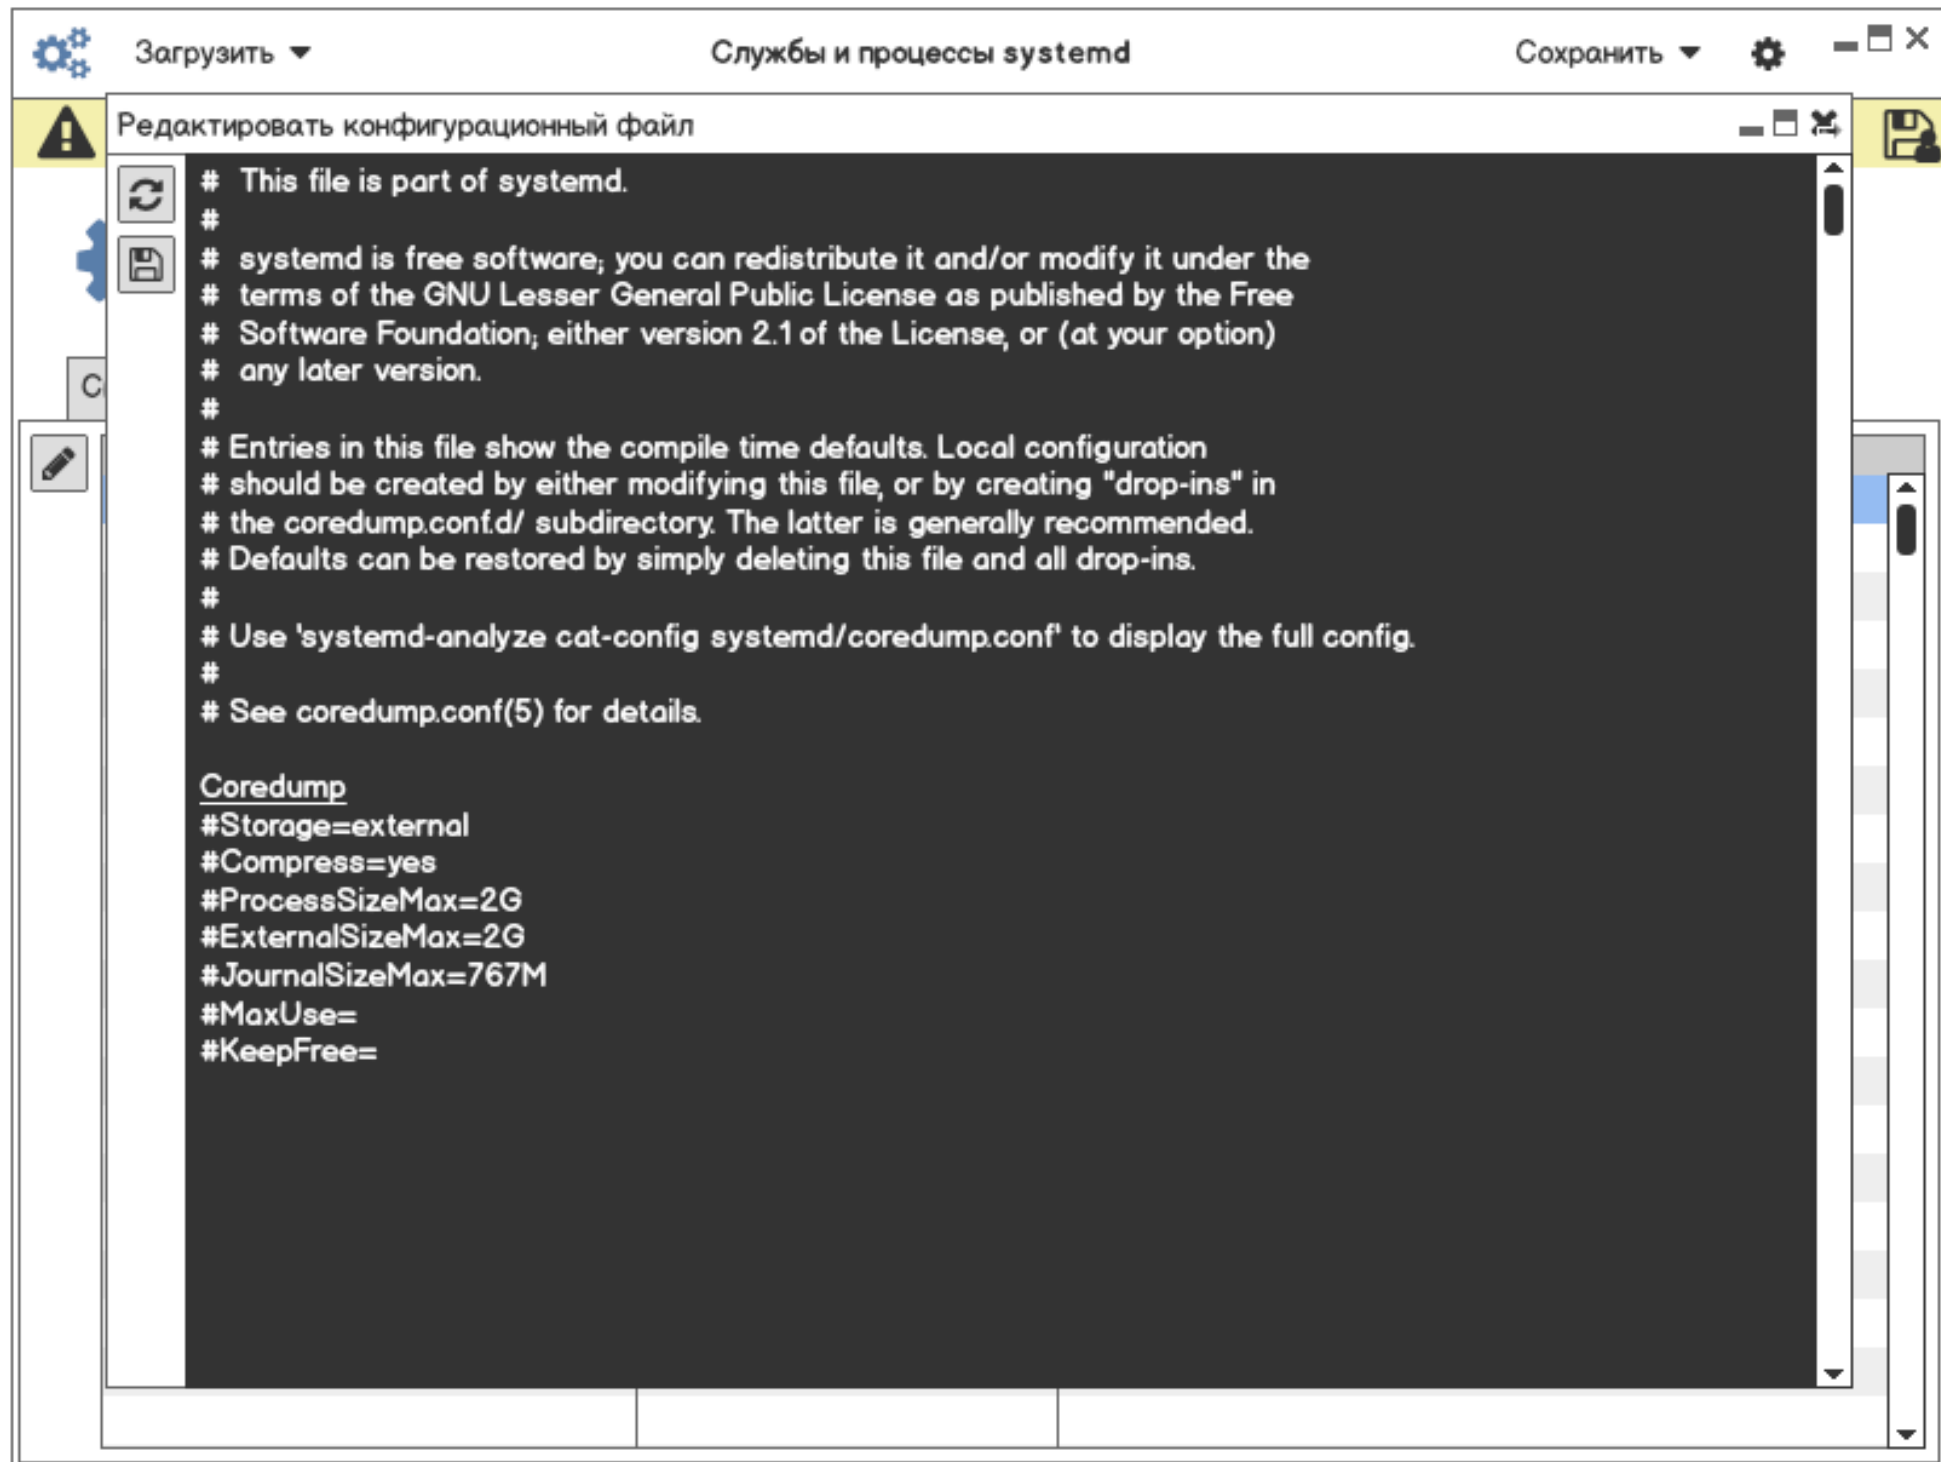 Загрузить
Службы и процессы systemd
Сохранить
Редактировать конфигурационный файл
# This file is part of systemd.
#
# systemd is free software; you can redistribute it and/or modify it under the
# terms of the GNU Lesser General Public License as published by the Free
# Software Foundation; either version 2.1 of the License, or (at your option)
# any later version.
#
# Entries in this file show the compile time defaults. Local configuration
# should be created by either modifying this file, or by creating "drop-ins" in
# the coredump.conf.d/ subdirectory. The latter is generally recommended.
# Defaults can be restored by simply deleting this file and all drop-ins.
#
# Use 'systemd-analyze cat-config systemd/coredump.conf' to display the full config.
#
# See coredump.conf(5) for details.
Coredump
#Storage=external
#Compress=yes
#ProcessSizeMax=2G
#ExternalSizeMax=2G
#JournalSizeMax=767M
#MaxUse=
#KeepFree=